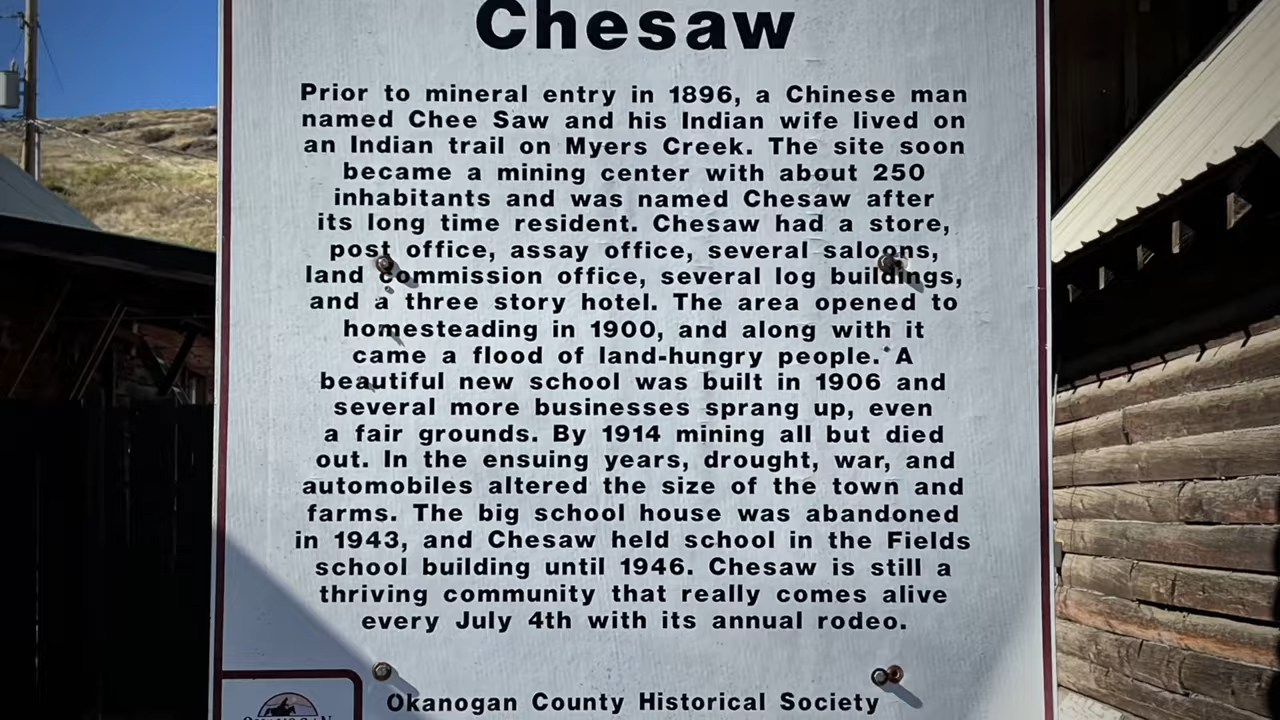 Chesaw
Prior to mineral entry in 1896, a Chinese man
named Chee Saw and his Indian wife lived on
an Indian trail on Myers Creek. The site soon
became a mining center with about 250
inhabitants and was named Chesaw after
its long time resident. Chesaw had a store,
post office, assay office, several saloons,
land commission office, several log buildings,
and a three story hotel. The area opened to
homesteading in 1900, and along with it
came a flood of land-hungry people. A
beautiful new school was built in 1906 and
several more businesses sprang up, even
a fair grounds. By 1914 mining all but died
out. In the ensuing years, drought, war, and
automobiles altered the size of the town and
farms. The big school house was abandoned
in 1943, and Chesaw held school in the Fields
school building until 1946. Chesaw is still a
thriving community that really comes alive
every July 4th with its annual rodeo.
Okanogan County Historical Society
OKANOGAN